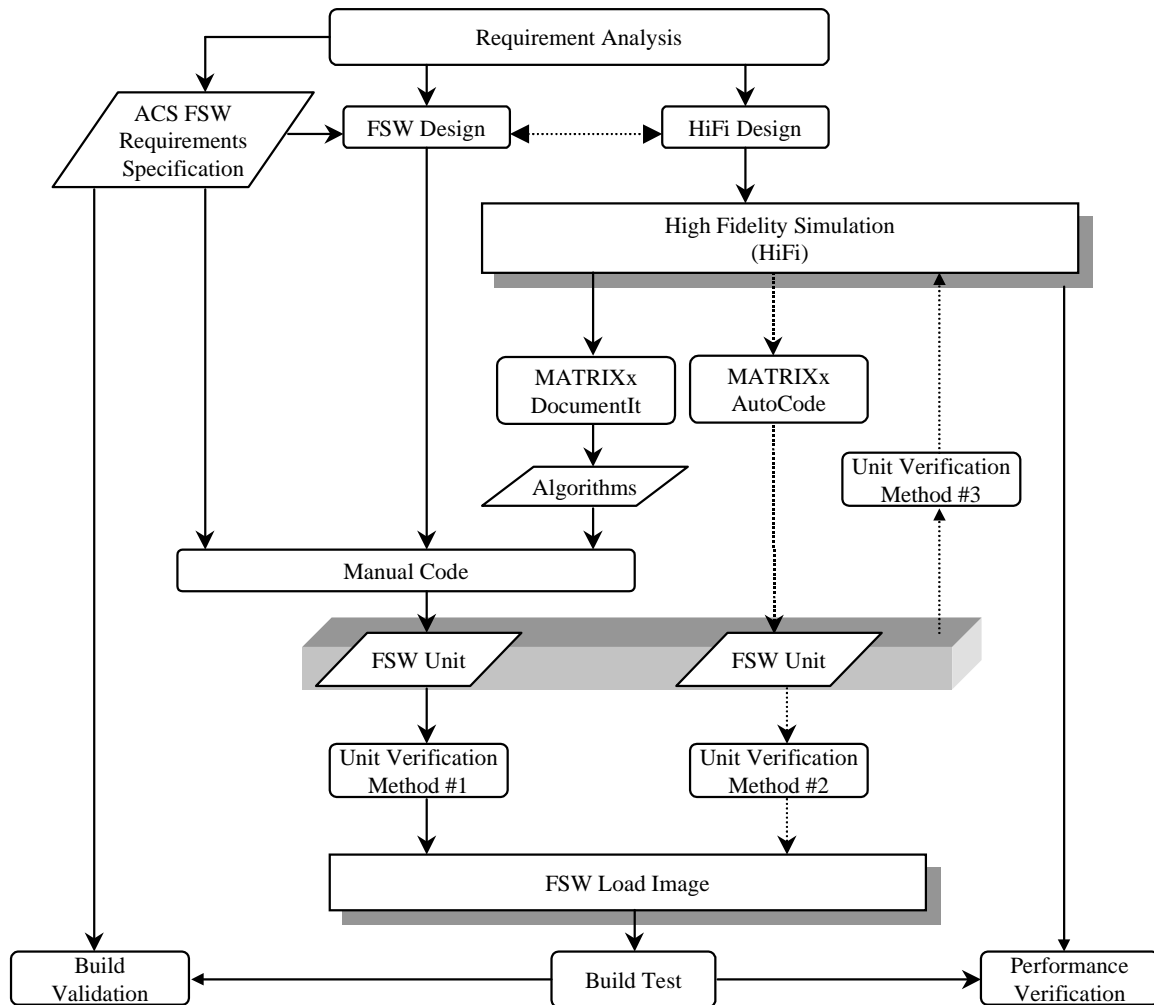 Requirement Analysis
ACS FSW
Requirements
Specification
FSW Design
HiFi Design
High Fidelity Simulation
(HiFi)
MATRIXx
DocumentIt
MATRIXx
AutoCode
Algorithms
Unit Verification
Method #3
Manual Code
FSW Unit
FSW Unit
Unit Verification
Method #1
Unit Verification
Method #2
FSW Load Image
Build
Validation
Build Test
Performance
Verification